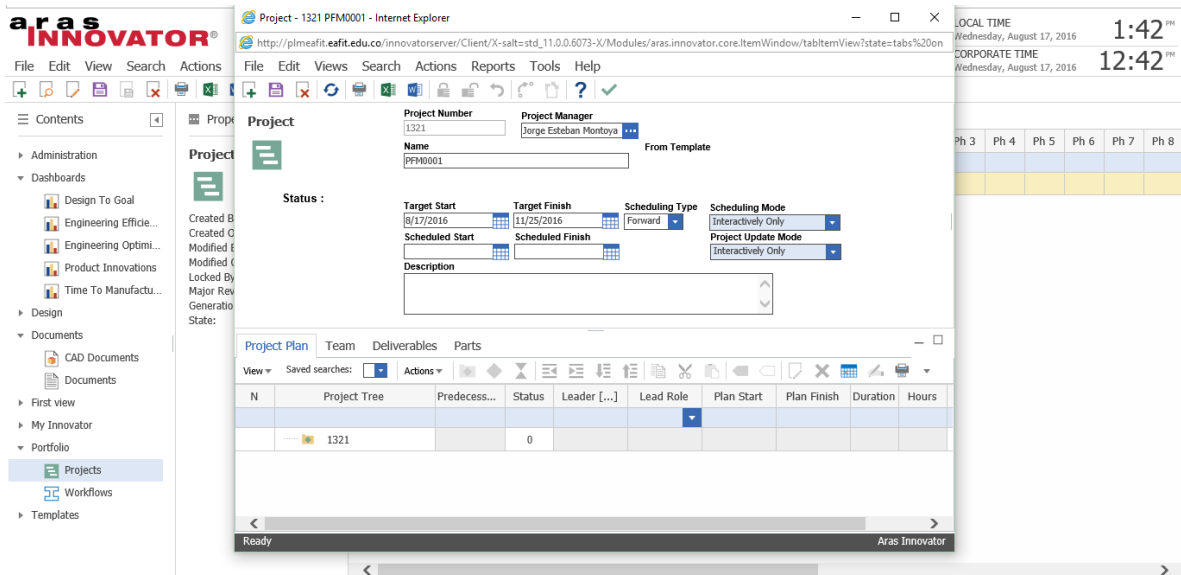 aras
INNOVATOR®
File Edit View Search Actions
Contents
Administration
Dashboards
Design To Goal
Engineering Efficie...
Engineering Optimi...
Product Innovations
Time To Manufactu...
Design
Documents
CAD Documents
Documents
First view
My Innovator
Portfolio
Projects
Workflows
Templates
Prope
Project
Created B
Created O
Modified B
Modified O
Locked By
Major Rev
Generatio
State:
Project - 1321 PFM0001 - Internet Explorer
http://plmeafit.eafit.edu.co/innovatorserver/Client/X-salt=std_11.0.0.6073-X/Modules/aras.innovator.core.ItemWindow/tabItemView?state=tabs%20on
File Edit Views Search Actions Reports Tools Help
Project
Project Number Project Manager
1321 Jorge Esteban Montoya
Name From Template
PFM0001
Status :
Target Start Target Finish Scheduling Type Scheduling Mode
8/17/2016 11/25/2016 Forward Interactively Only
Scheduled Start Scheduled Finish Project Update Mode
Interactively Only
Description
Project Plan Team Deliverables Parts
View Saved searches: Actions
N Project Tree Predecess... Status Leader [...] Lead Role Plan Start Plan Finish Duration Hours
1321 0
Ready Aras Innovator
LOCAL TIME
Wednesday, August 17, 2016 1:42 PM
CORPORATE TIME
Wednesday, August 17, 2016 12:42 PM
Ph 3 Ph 4 Ph 5 Ph 6 Ph 7 Ph 8